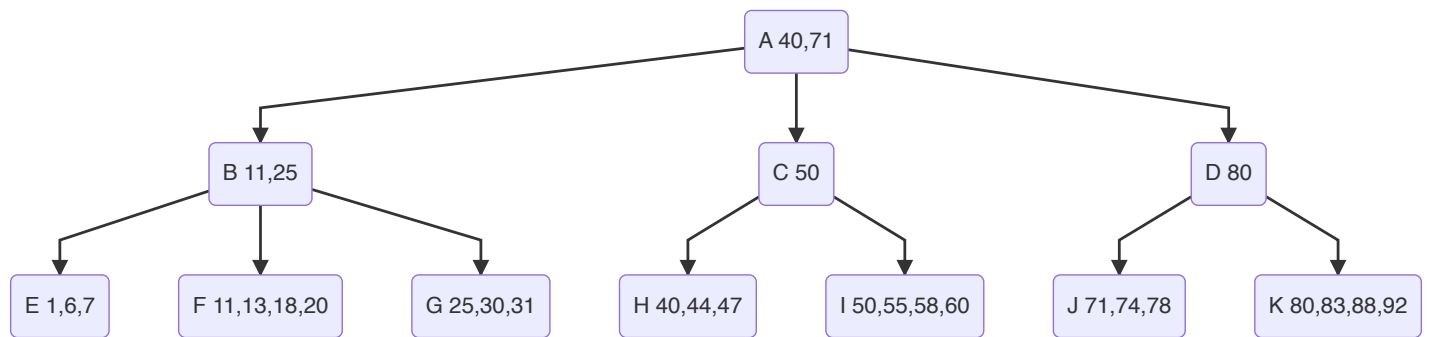 A 40,71
B 11,25
C 50
D 80
E 1,6,7
F 11,13,18,20
G 25,30,31
H 40,44,47
I 50,55,58,60
J 71,74,78
K 80,83,88,92